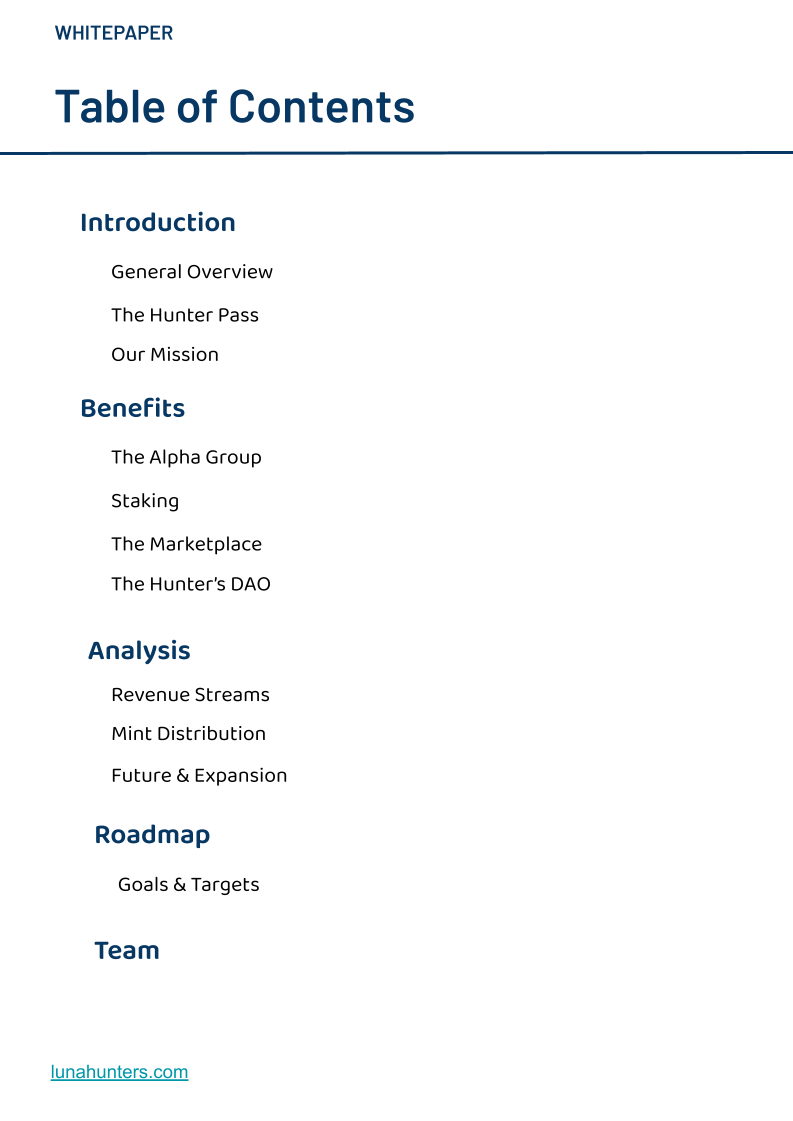 WHITEPAPER
Table of Contents
Introduction
General Overview
The Hunter Pass
Our Mission
Benefits
The Alpha Group
Staking
The Marketplace
The Hunter’s DAO
Analysis
Revenue Streams
Mint Distribution
Future & Expansion
Roadmap
Goals & Targets
Team
lunahunters.com